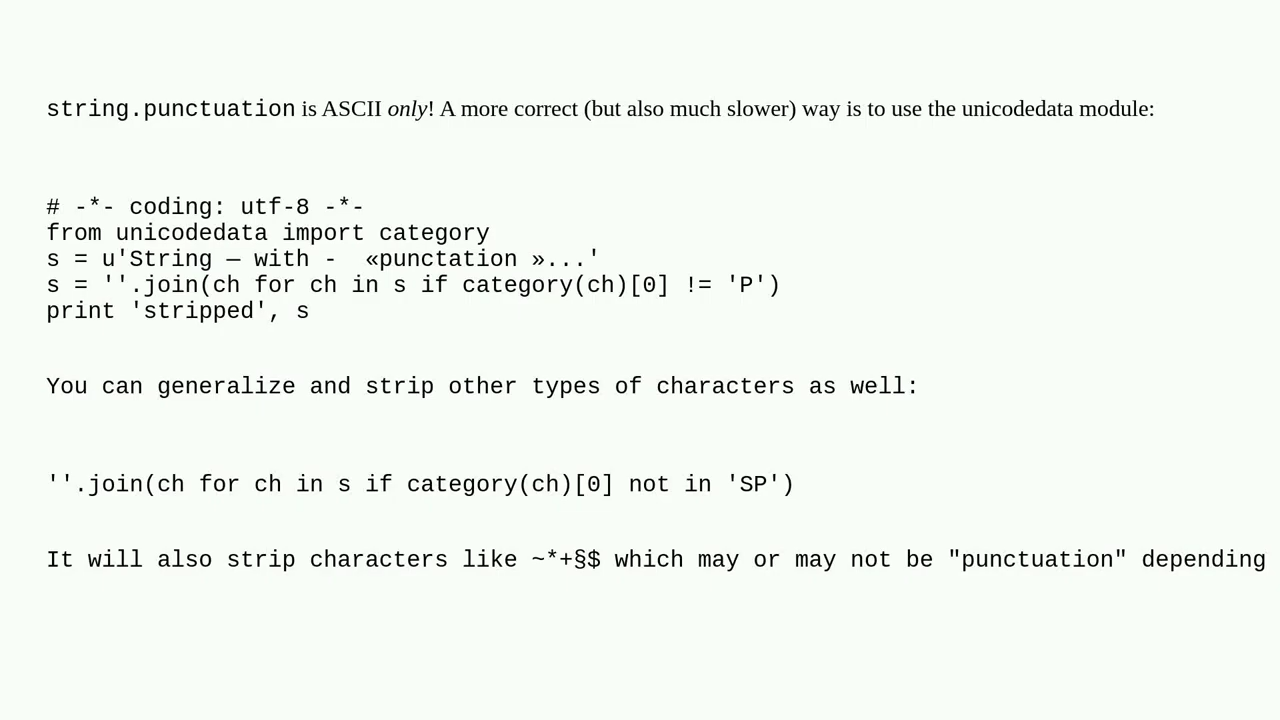 string.punctuation is ASCII only! A more correct (but also much slower) way is to use the unicodedata module:
# -*- coding: utf-8 -*-
from unicodedata import category
s = u'String — with -  «punctation »...'
s = ''.join(ch for ch in s if category(ch)[0] != 'P')
print 'stripped', s
You can generalize and strip other types of characters as well:
''.join(ch for ch in s if category(ch)[0] not in 'SP')
It will also strip characters like ~*+§$ which may or may not be "punctuation" depending